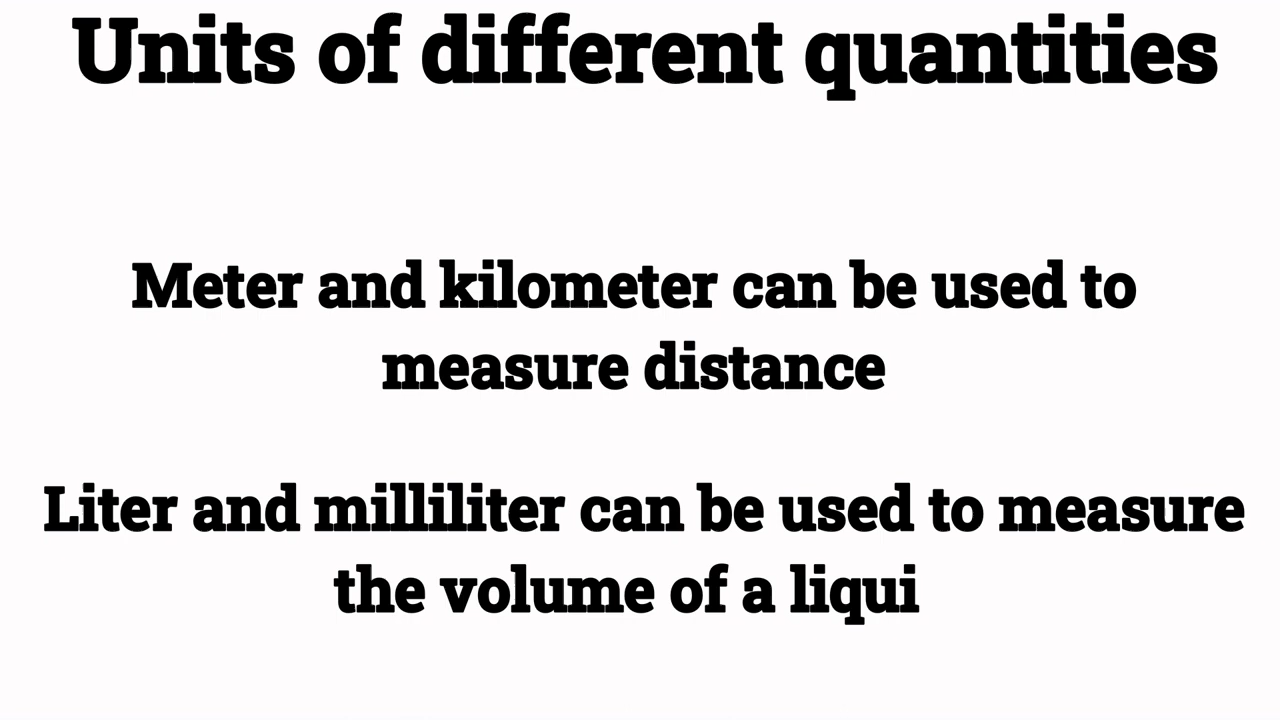 Units of different quantities
Meter and kilometer can be used to
measure distance
Liter and milliliter can be used to measure
the volume of a liqui